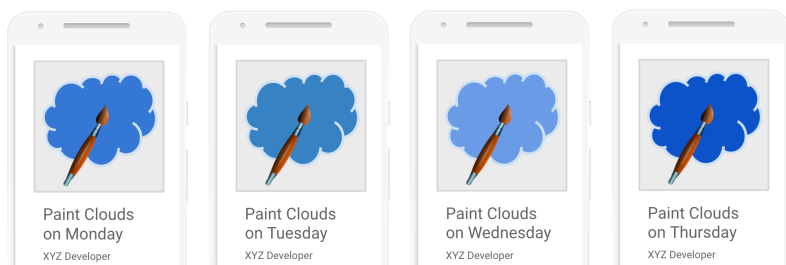 Paint Clouds
on Monday
XYZ Developer
Paint Clouds
on Tuesday
XYZ Developer
Paint Clouds
on Wednesday
XYZ Developer
Paint Clouds
on Thursday
XYZ Developer